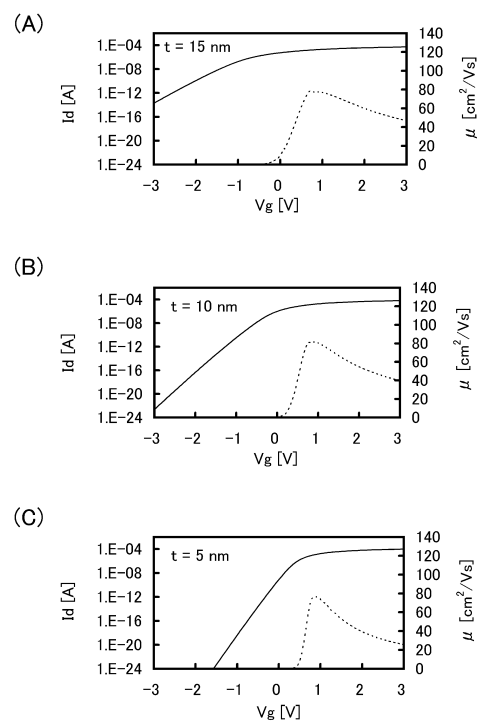 (A)
t = 15 nm
Id [A]
1.E−04
1.E−08
1.E−12
1.E−16
1.E−20
1.E−24
140
120
100
80
60
40
20
0
μ [cm²/Vs]
−3 −2 −1 0 1 2 3
Vg [V]
(B)
t = 10 nm
Id [A]
1.E−04
1.E−08
1.E−12
1.E−16
1.E−20
1.E−24
140
120
100
80
60
40
20
0
μ [cm²/Vs]
−3 −2 −1 0 1 2 3
Vg [V]
(C)
t = 5 nm
Id [A]
1.E−04
1.E−08
1.E−12
1.E−16
1.E−20
1.E−24
140
120
100
80
60
40
20
0
μ [cm²/Vs]
−3 −2 −1 0 1 2 3
Vg [V]